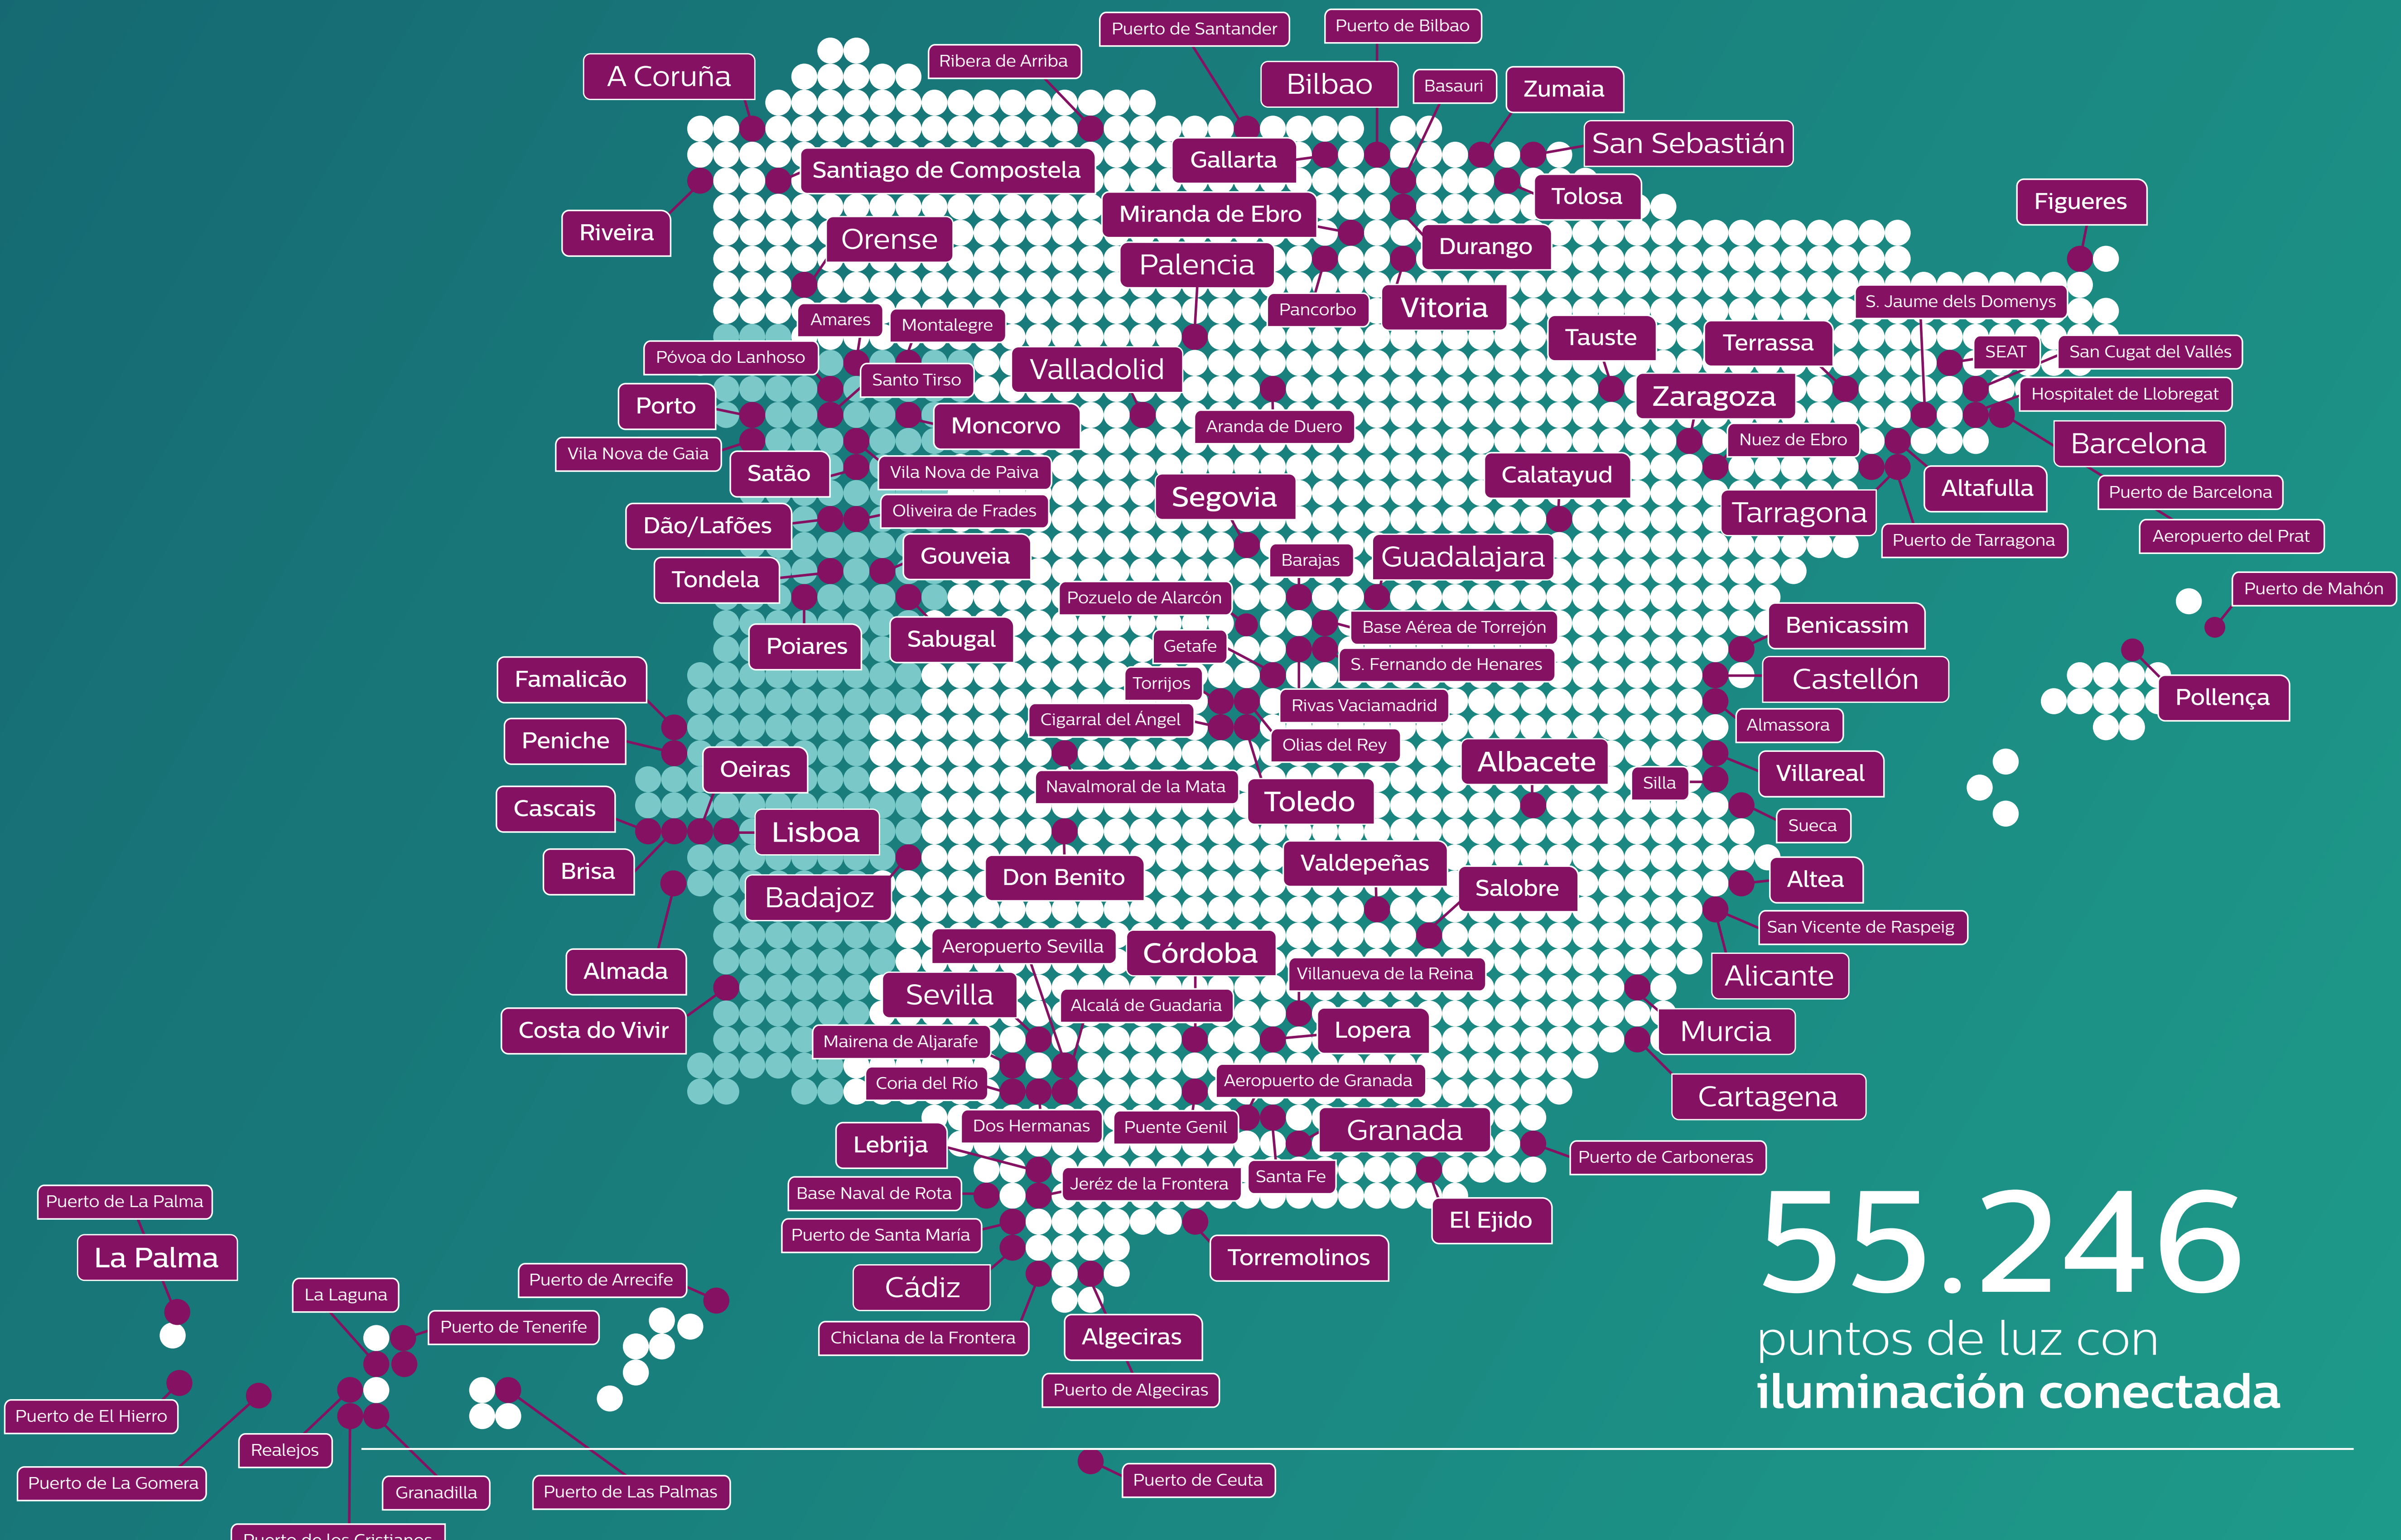 Puerto de Santander
Puerto de Bilbao
Ribera de Arriba
A Coruña
Bilbao
Basauri
Zumaia
San Sebastián
Gallarta
Santiago de Compostela
Tolosa
Figueres
Miranda de Ebro
Riveira
Orense
Durango
Palencia
Pancorbo
Vitoria
S. Jaume dels Domenys
Amares
Montalegre
Tauste
Terrassa
SEAT
San Cugat del Vallés
Póvoa do Lanhoso
Valladolid
Santo Tirso
Zaragoza
Hospitalet de Llobregat
Porto
Moncorvo
Aranda de Duero
Nuez de Ebro
Barcelona
Vila Nova de Gaia
Satão
Vila Nova de Paiva
Calatayud
Altafulla
Puerto de Barcelona
Segovia
Dão/Lafões
Oliveira de Frades
Tarragona
Puerto de Tarragona
Aeropuerto del Prat
Gouveia
Barajas
Guadalajara
Tondela
Pozuelo de Alarcón
Puerto de Mahón
Poiares
Sabugal
Base Aérea de Torrejón
Benicassim
Getafe
S. Fernando de Henares
Famalicão
Torrijos
Castellón
Rivas Vaciamadrid
Pollença
Cigarral del Ángel
Almassora
Peniche
Olias del Rey
Oeiras
Albacete
Villareal
Navalmoral de la Mata
Silla
Cascais
Toledo
Sueca
Lisboa
Brisa
Don Benito
Valdepeñas
Salobre
Altea
Badajoz
San Vicente de Raspeig
Aeropuerto Sevilla
Córdoba
Almada
Villanueva de la Reina
Alicante
Sevilla
Alcalá de Guadaria
Costa do Vivir
Mairena de Aljarafe
Lopera
Murcia
Coria del Río
Aeropuerto de Granada
Cartagena
Dos Hermanas
Puente Genil
Granada
Lebrija
Puerto de Carboneras
Santa Fe
Jeréz de la Frontera
Base Naval de Rota
Puerto de La Palma
El Ejido
Puerto de Santa María
La Palma
Torremolinos
Puerto de Arrecife
Cádiz
La Laguna
Puerto de Tenerife
Chiclana de la Frontera
Algeciras
Puerto de Algeciras
Puerto de El Hierro
Realejos
Puerto de La Gomera
Granadilla
Puerto de Las Palmas
Puerto de Ceuta
Puerto de los Cristianos
55.246
puntos de luz con
iluminación conectada